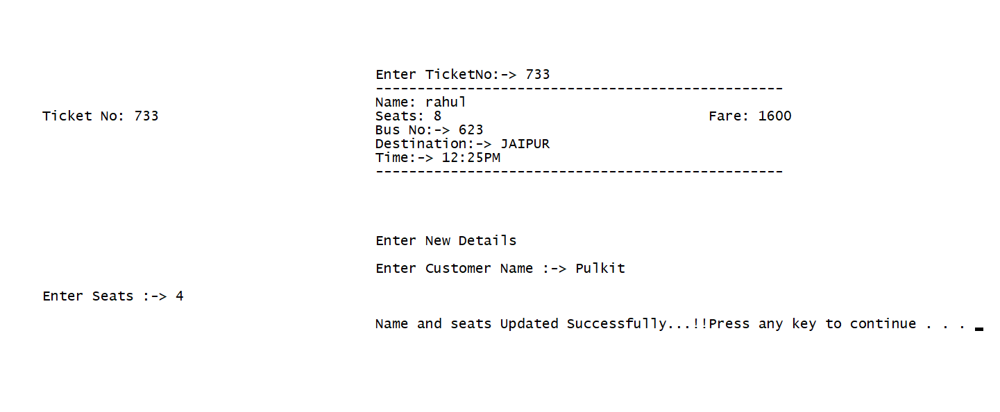 Enter TicketNo:-> 733
-------------------------------------------------
Name: rahul
Ticket No: 733 Seats: 8 Fare: 1600
Bus No:-> 623
Destination:-> JAIPUR
Time:-> 12:25PM
-------------------------------------------------
Enter New Details
Enter Customer Name :-> Pulkit
Enter Seats :-> 4
Name and seats Updated Successfully...!!Press any key to continue . . .